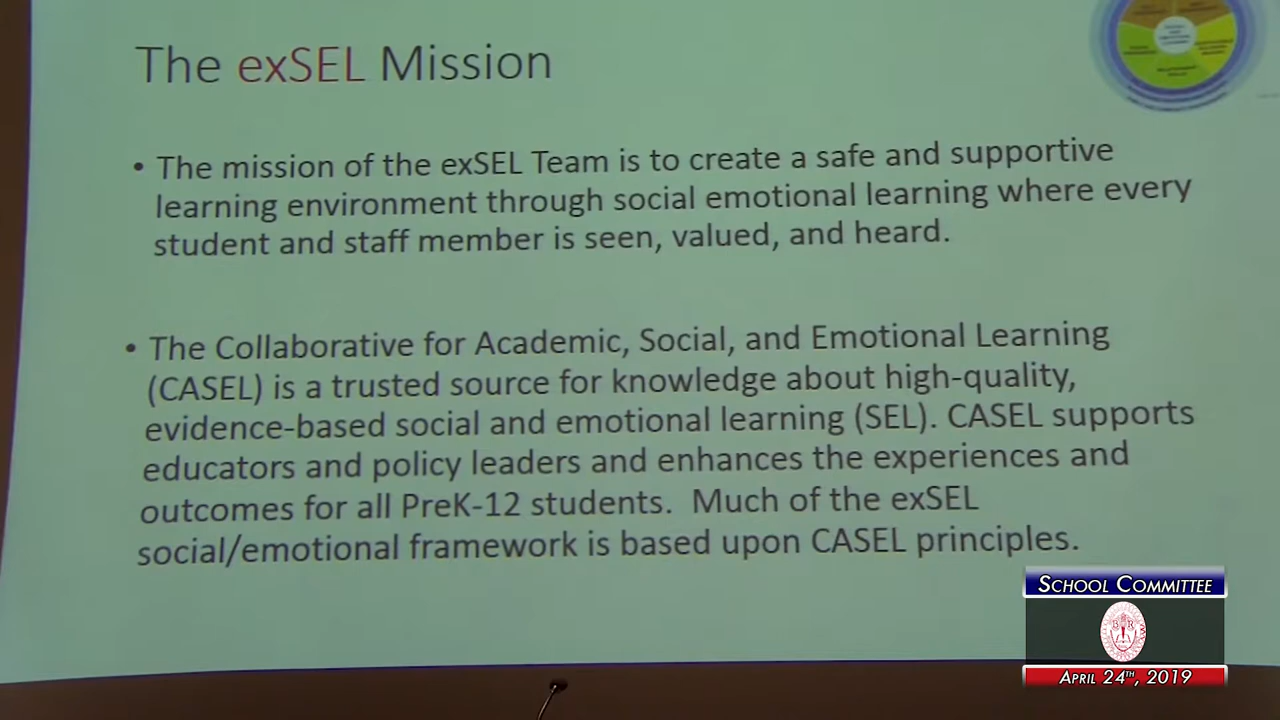 The exSEL Mission
• The mission of the exSEL Team is to create a safe and supportive
learning environment through social emotional learning where every
student and staff member is seen, valued, and heard.
• The Collaborative for Academic, Social, and Emotional Learning
(CASEL) is a trusted source for knowledge about high-quality,
evidence-based social and emotional learning (SEL). CASEL supports
educators and policy leaders and enhances the experiences and
outcomes for all PreK-12 students. Much of the exSEL
social/emotional framework is based upon CASEL principles.
SCHOOL COMMITTEE
B R
APRIL 24TH, 2019